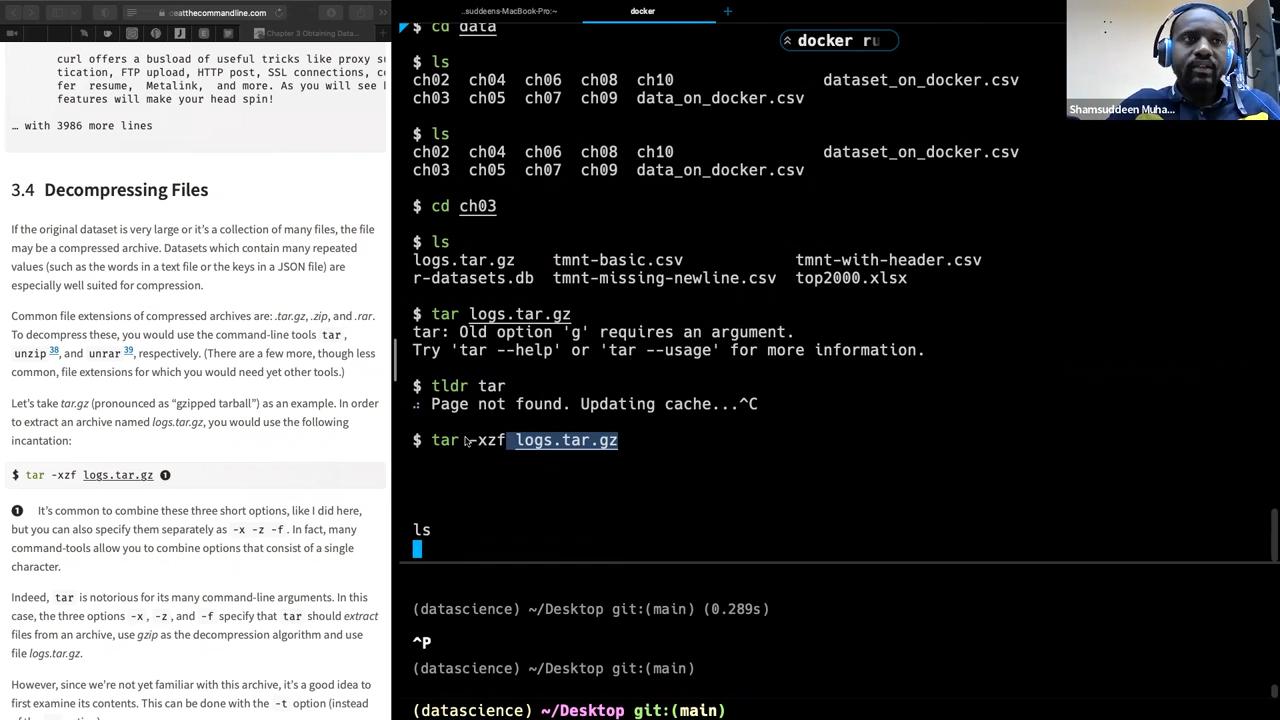 eatthecommandline.com
Chapter 3 Obtaining Data...
curl offers a busload of useful tricks like proxy su
tication, FTP upload, HTTP post, SSL connections, co
fer resume, Metalink, and more. As you will see b
features will make your head spin!
… with 3986 more lines
3.4 Decompressing Files
If the original dataset is very large or it's a collection of many files, the file
may be a compressed archive. Datasets which contain many repeated
values (such as the words in a text file or the keys in a JSON file) are
especially well suited for compression.
Common file extensions of compressed archives are: .tar.gz, .zip, and .rar.
To decompress these, you would use the command-line tools tar ,
unzip 38, and unrar 39, respectively. (There are a few more, though less
common, file extensions for which you would need yet other tools.)
Let's take tar.gz (pronounced as “gzipped tarball”) as an example. In order
to extract an archive named logs.tar.gz, you would use the following
incantation:
$ tar -xzf logs.tar.gz ❶
❶ It's common to combine these three short options, like I did here,
but you can also specify them separately as -x -z -f . In fact, many
command-tools allow you to combine options that consist of a single
character.
Indeed, tar is notorious for its many command-line arguments. In this
case, the three options -x , -z , and -f specify that tar should extract
files from an archive, use gzip as the decompression algorithm and use
file logs.tar.gz.
However, since we're not yet familiar with this archive, it's a good idea to
first examine its contents. This can be done with the -t option (instead
..suddeens-MacBook-Pro:~
docker
$ cd data
docker ru
$ ls
ch02 ch04 ch06 ch08 ch10 dataset_on_docker.csv
ch03 ch05 ch07 ch09 data_on_docker.csv
$ ls
ch02 ch04 ch06 ch08 ch10 dataset_on_docker.csv
ch03 ch05 ch07 ch09 data_on_docker.csv
$ cd ch03
$ ls
logs.tar.gz tmnt-basic.csv tmnt-with-header.csv
r-datasets.db tmnt-missing-newline.csv top2000.xlsx
$ tar logs.tar.gz
tar: Old option 'g' requires an argument.
Try 'tar --help' or 'tar --usage' for more information.
$ tldr tar
Page not found. Updating cache...^C
$ tar -xzf logs.tar.gz
ls
(datascience) ~/Desktop git:(main) (0.289s)
^P
(datascience) ~/Desktop git:(main)
(datascience) ~/Desktop git:(main)
Shamsuddeen Muha...